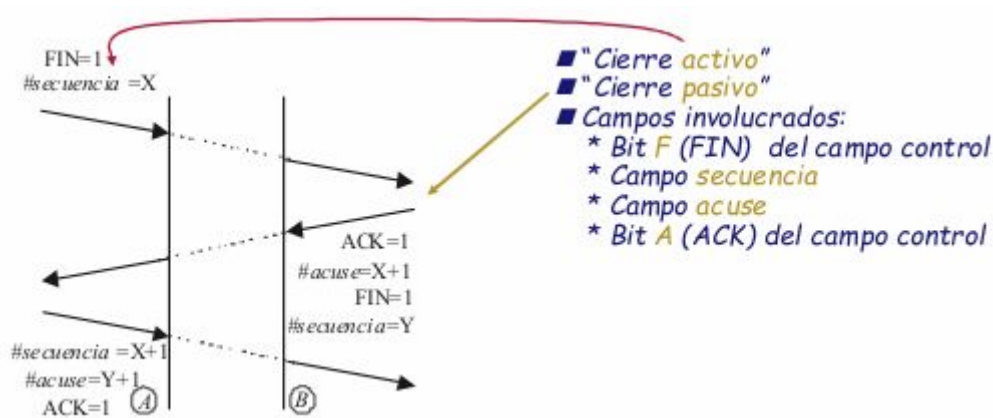 FIN=1
#secuencia =X
ACK=1
#acuse=X+1
FIN=1
#secuencia=Y
#secuencia =X+1
#acuse=Y+1
ACK=1
A
B
■ "Cierre activo"
■ "Cierre pasivo"
■ Campos involucrados:
* Bit F (FIN) del campo control
* Campo secuencia
* Campo acuse
* Bit A (ACK) del campo control